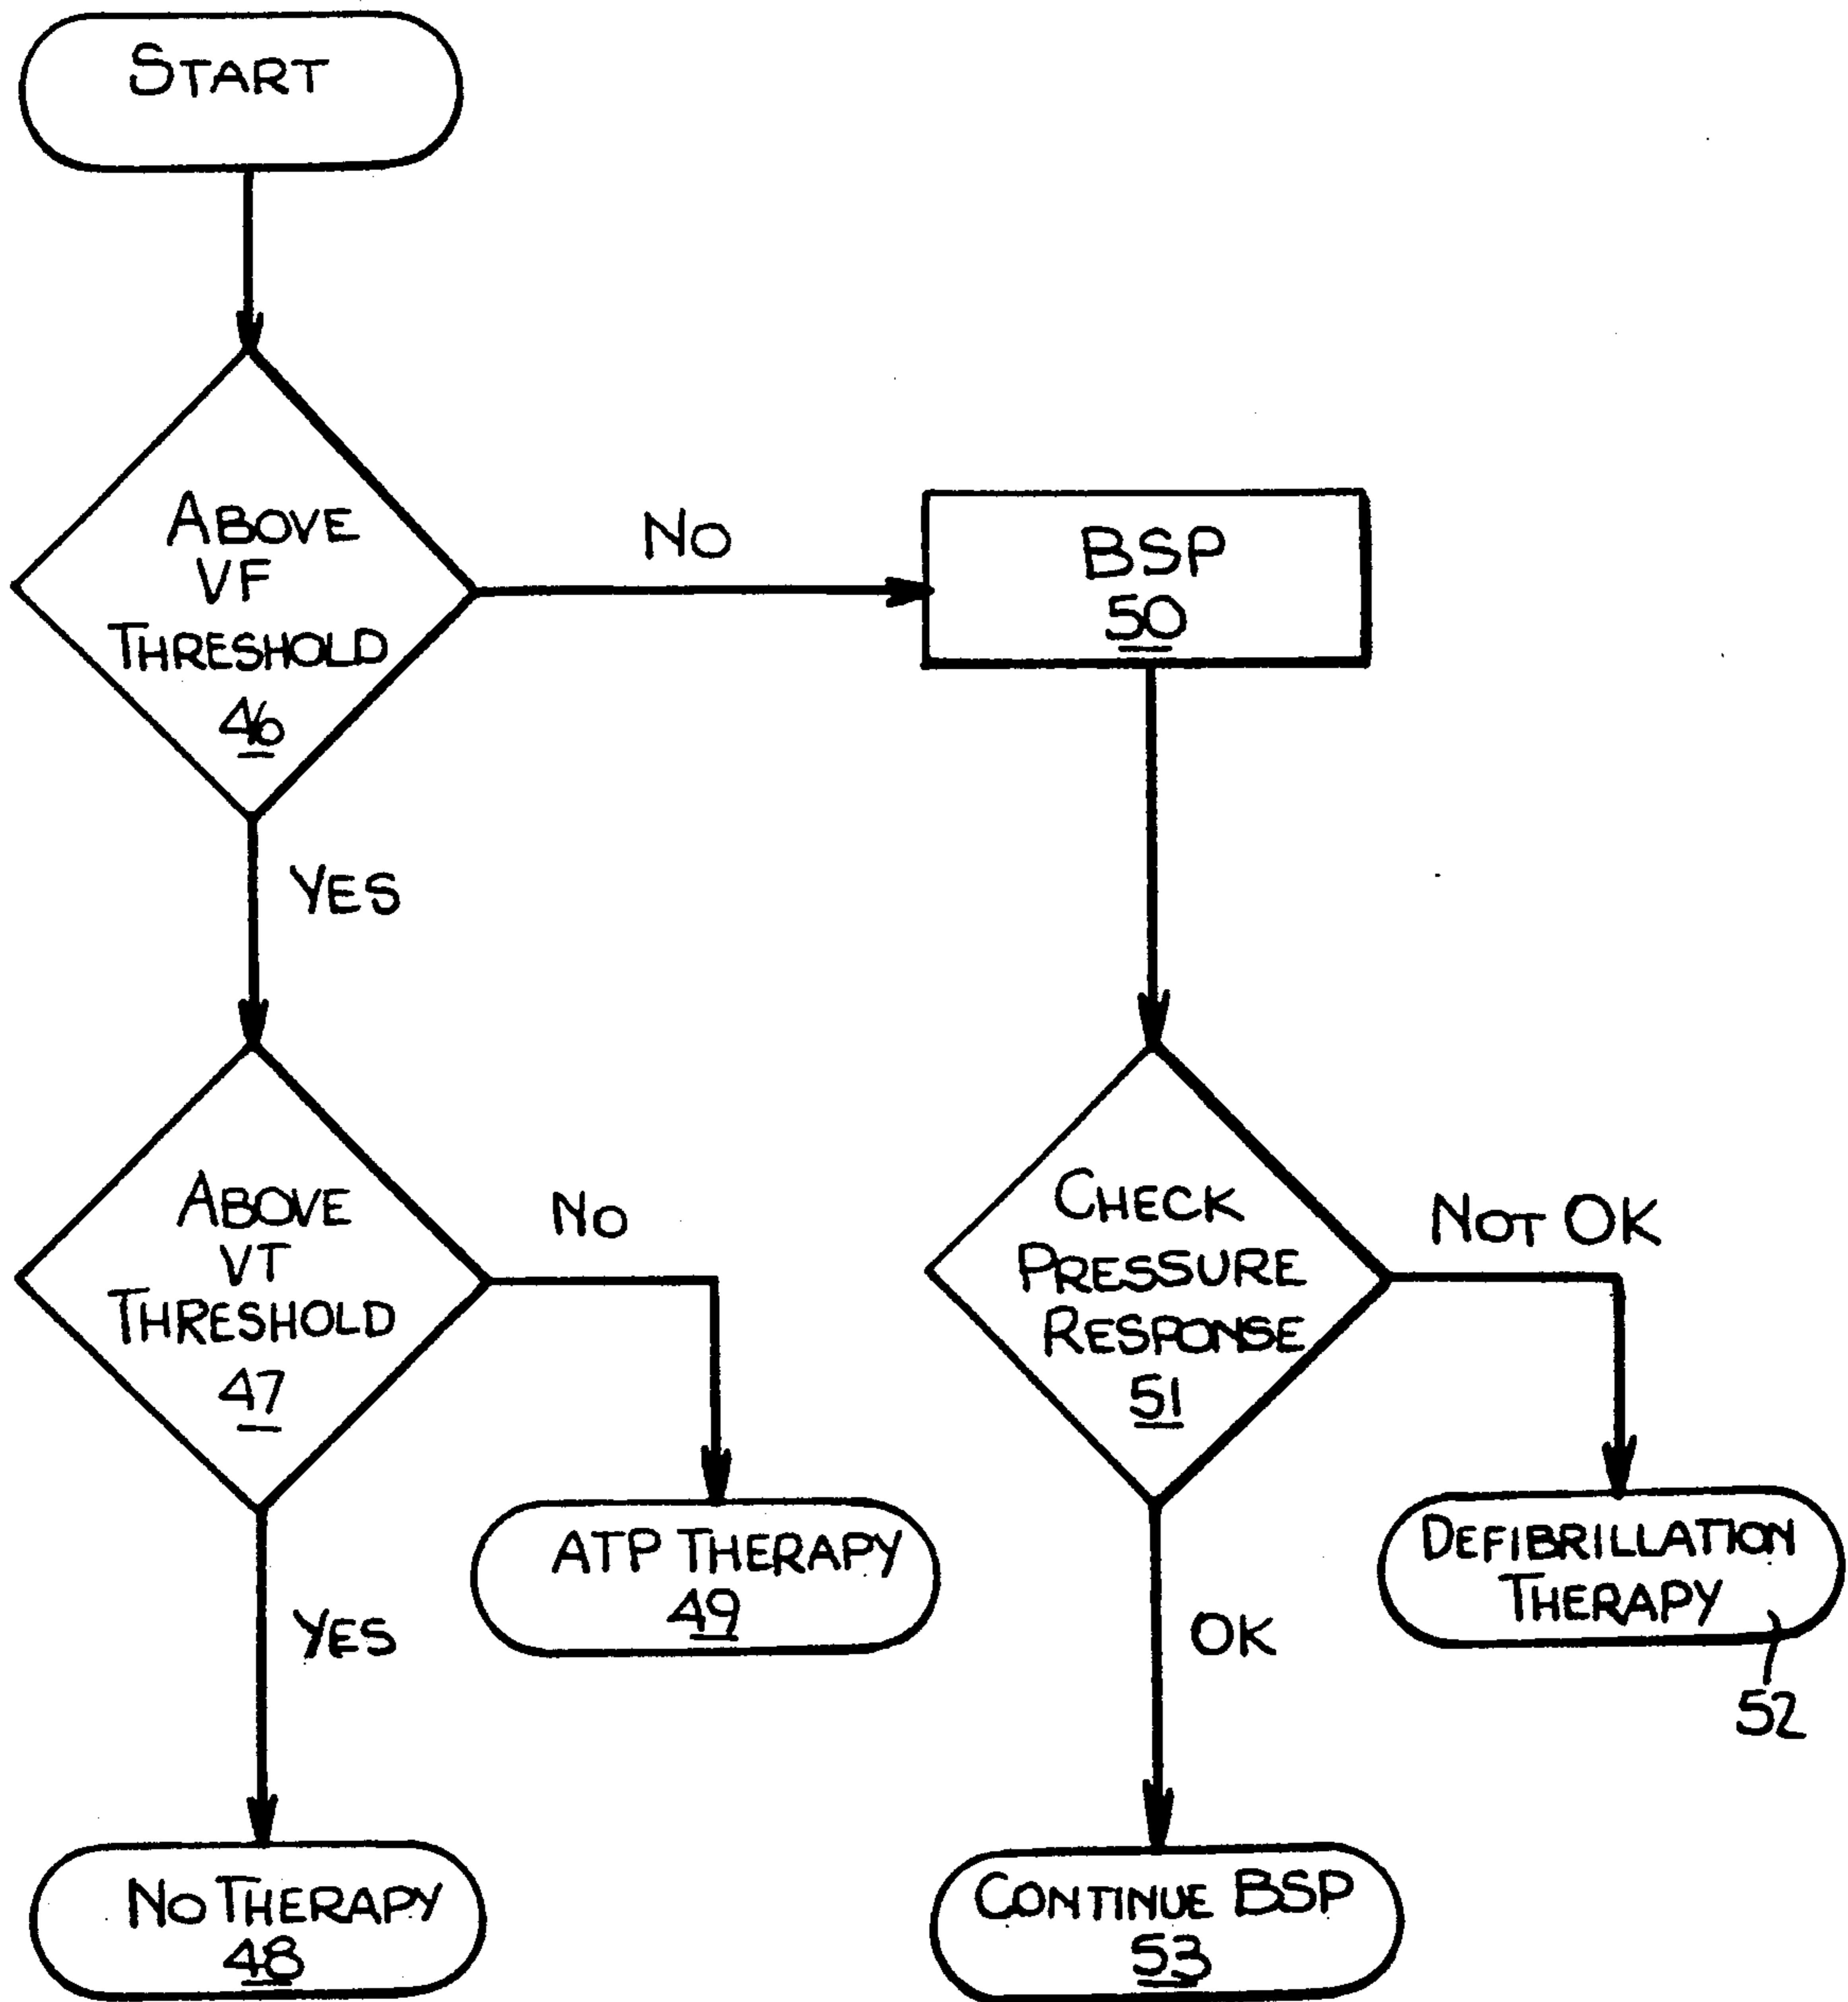 START
ABOVE
VF
THRESHOLD
46
NO
BSP
50
YES
ABOVE
VT
THRESHOLD
47
NO
CHECK
PRESSURE
RESPONSE
51
NOT OK
ATP THERAPY
49
DEFIBRILLATION
THERAPY
52
YES
OK
NO THERAPY
48
CONTINUE BSP
53